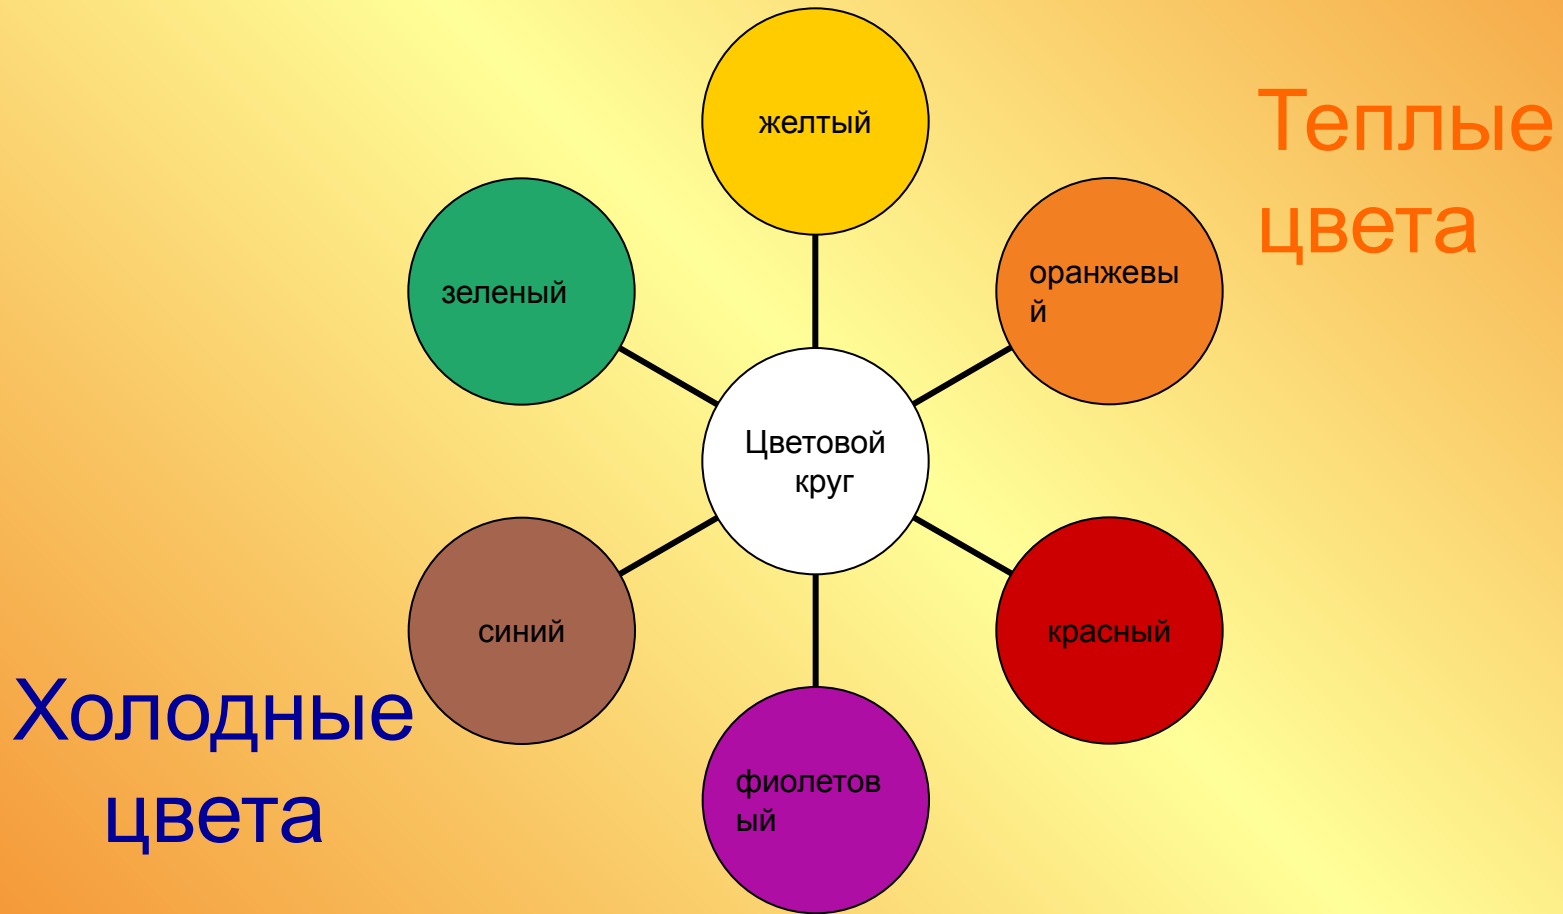 желтый
Теплые
цвета
зеленый
оранжевы
й
Цветовой
круг
синий
красный
Холодные
цвета
фиолетов
ый